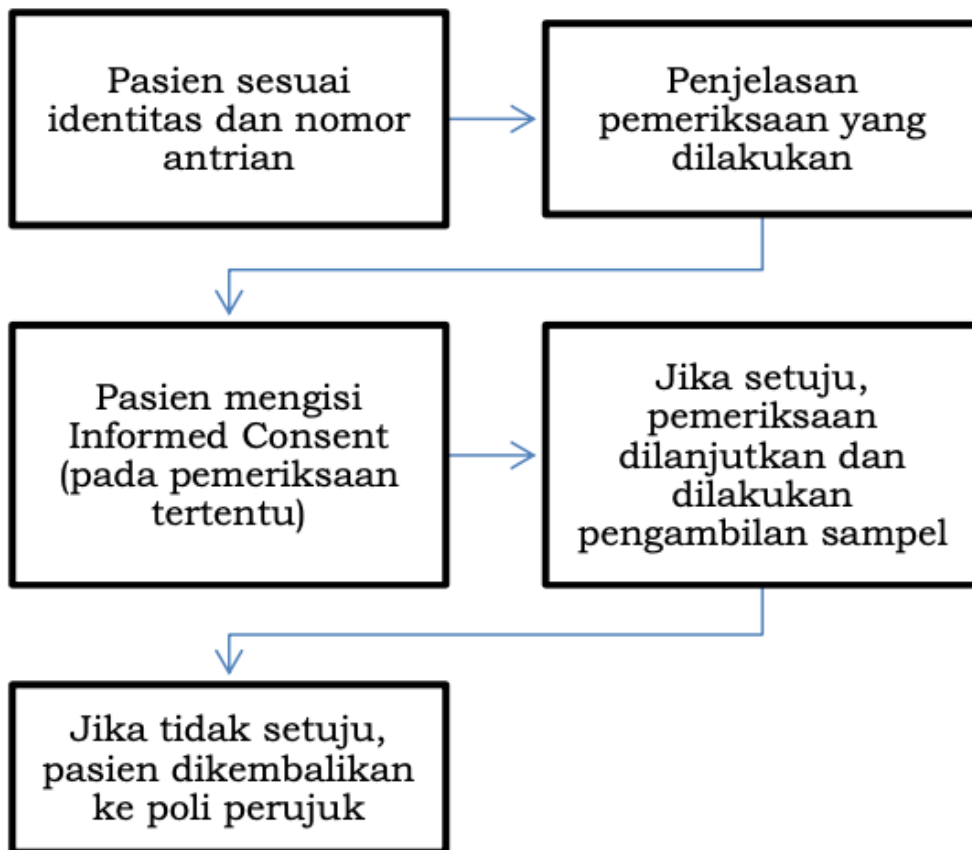 Pasien sesuai
identitas dan nomor
antrian
Penjelasan
pemeriksaan yang
dilakukan
Pasien mengisi
Informed Consent
(pada pemeriksaan
tertentu)
Jika setuju,
pemeriksaan
dilanjutkan dan
dilakukan
pengambilan sampel
Jika tidak setuju,
pasien dikembalikan
ke poli perujuk